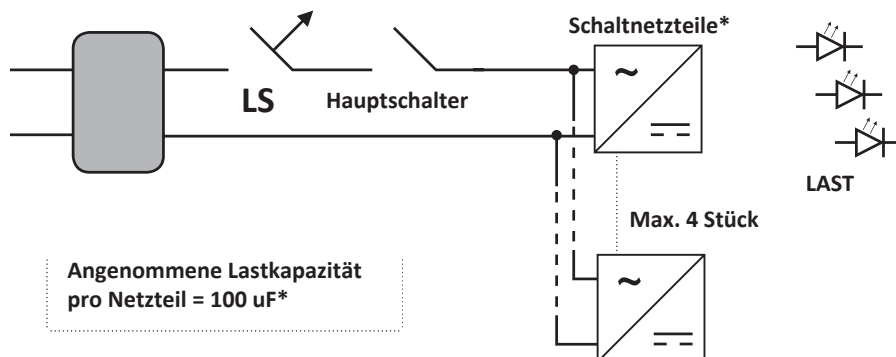 Schaltnetzteile*
LS
Hauptschalter
LAST
Max. 4 Stück
Angenommene Lastkapazität
pro Netzteil = 100 uF*